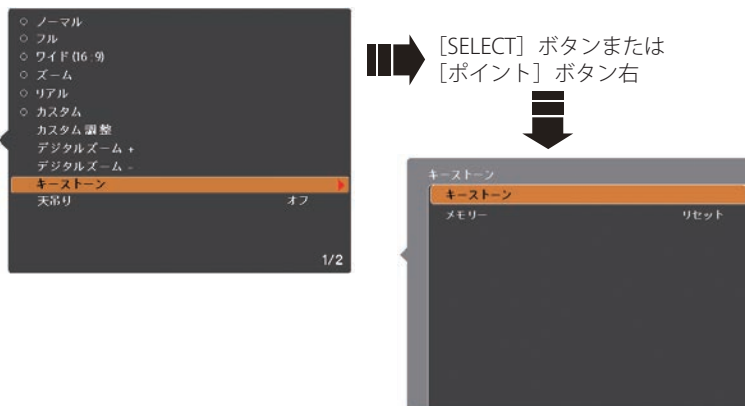 ○ ノーマル
○ フル
○ ワイド(16:9)
○ ズーム
○ リアル
○ カスタム
カスタム調整
デジタルズーム +
デジタルズーム -
キーストーン
天吊り オフ
1/2
[SELECT] ボタンまたは
[ポイント] ボタン右
キーストーン
キーストーン
メモリー リセット